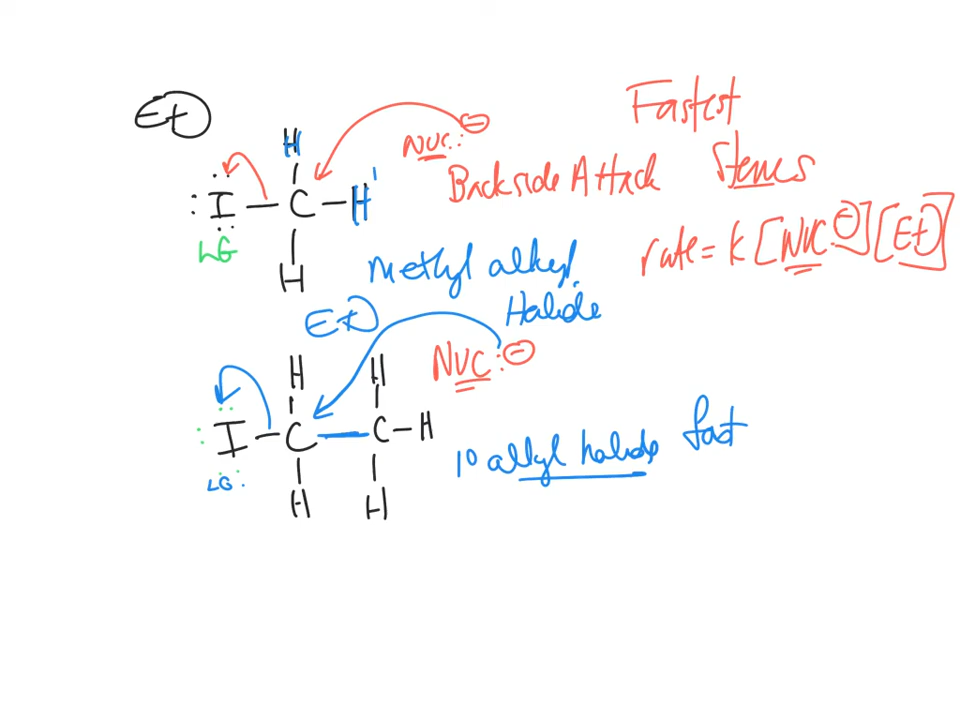 E+
Fastest
H
NUC: ⊖
Backside Attack Sterics
: I — C — H
LG
rate = k [NUC:⊖] [E+]
H
Methyl alkyl
Halide
E+
NUC: ⊖
H H
: I — C — C — H
1° alkyl halide fast
LG
H H